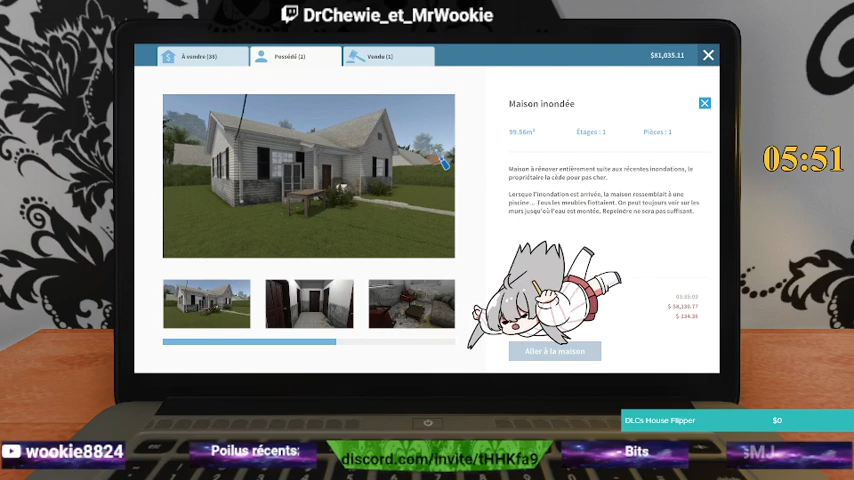 DrChewie_et_MrWookie
À vendre (38)
Possédé (2)
Vendu (1)
$81,035.11
Maison inondée
99.56m²
Étages : 1
Pièces : 1
Maison à rénover entièrement suite aux récentes inondations, le
propriétaire la cède pour pas cher.
Lorsque l'inondation est arrivée, la maison ressemblait à une
piscine... Tous les meubles flottaient. On peut toujours voir sur les
murs jusqu'où l'eau est montée. Repeindre ne sera pas suffisant.
05:51
Aller à la maison
DLCs House Flipper
$0
wookie8824
Poilus récents:
discord.com/invite/tHHKfa9
Bits